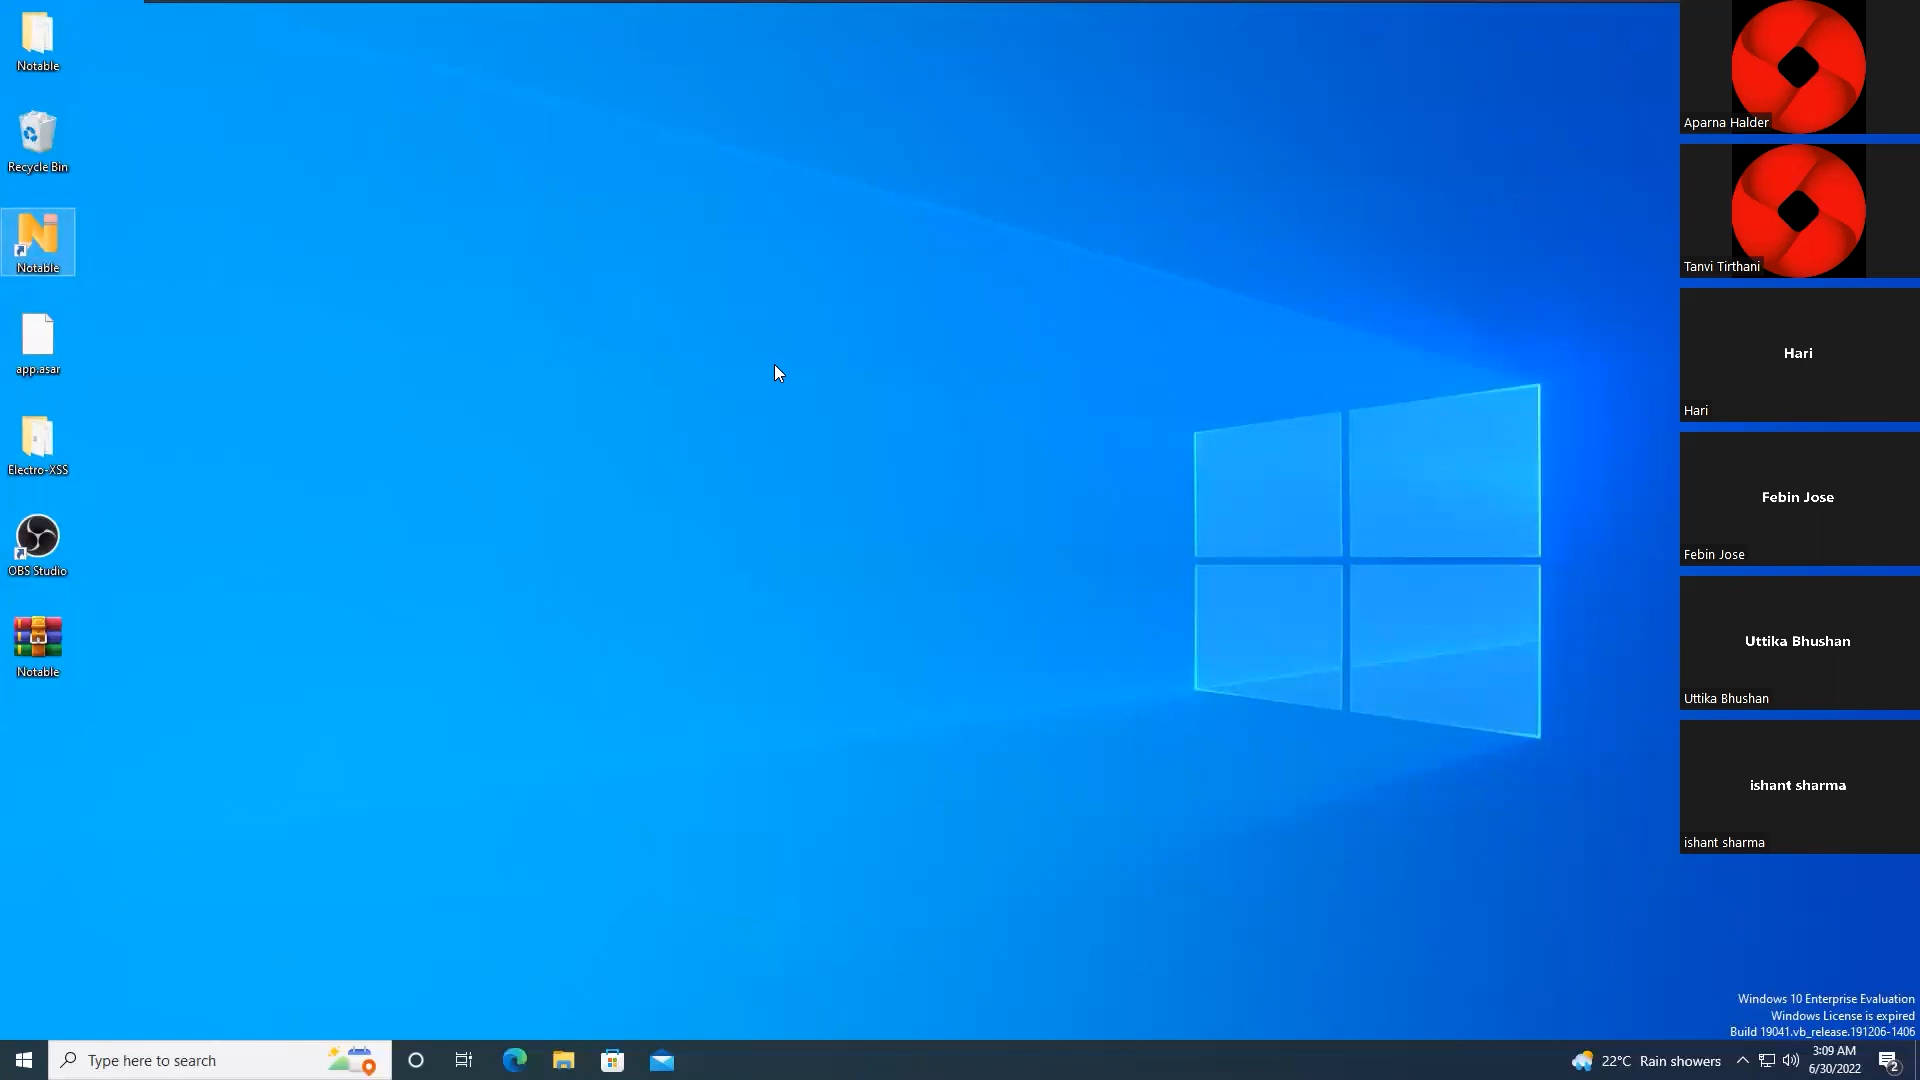 Notable
Recycle Bin
Notable
app.asar
Electro-XSS
OBS Studio
Notable
Aparna Halder
Tanvi Tirthani
Hari
Hari
Febin Jose
Febin Jose
Uttika Bhushan
Uttika Bhushan
ishant sharma
ishant sharma
Windows 10 Enterprise Evaluation
Windows License is expired
Build 19041.vb_release.191206-1406
Type here to search
22°C Rain showers
3:09 AM
6/30/2022
2